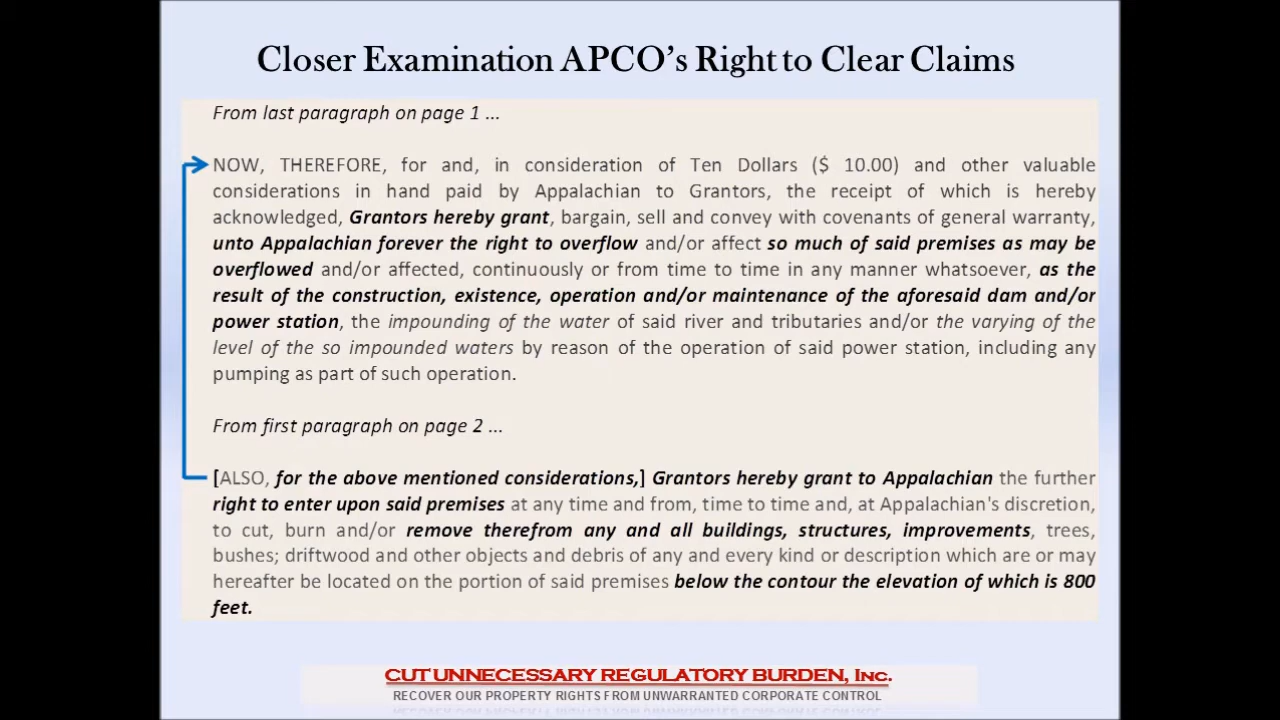 Closer Examination APCO's Right to Clear Claims
From last paragraph on page 1 ...
NOW, THEREFORE, for and, in consideration of Ten Dollars ($ 10.00) and other valuable
considerations in hand paid by Appalachian to Grantors, the receipt of which is hereby
acknowledged, Grantors hereby grant, bargain, sell and convey with covenants of general warranty,
unto Appalachian forever the right to overflow and/or affect so much of said premises as may be
overflowed and/or affected, continuously or from time to time in any manner whatsoever, as the
result of the construction, existence, operation and/or maintenance of the aforesaid dam and/or
power station, the impounding of the water of said river and tributaries and/or the varying of the
level of the so impounded waters by reason of the operation of said power station, including any
pumping as part of such operation.
From first paragraph on page 2 ...
[ALSO, for the above mentioned considerations,] Grantors hereby grant to Appalachian the further
right to enter upon said premises at any time and from, time to time and, at Appalachian's discretion,
to cut, burn and/or remove therefrom any and all buildings, structures, improvements, trees,
bushes; driftwood and other objects and debris of any and every kind or description which are or may
hereafter be located on the portion of said premises below the contour the elevation of which is 800
feet.
CUT UNNECESSARY REGULATORY BURDEN, Inc.
RECOVER OUR PROPERTY RIGHTS FROM UNWARRANTED CORPORATE CONTROL